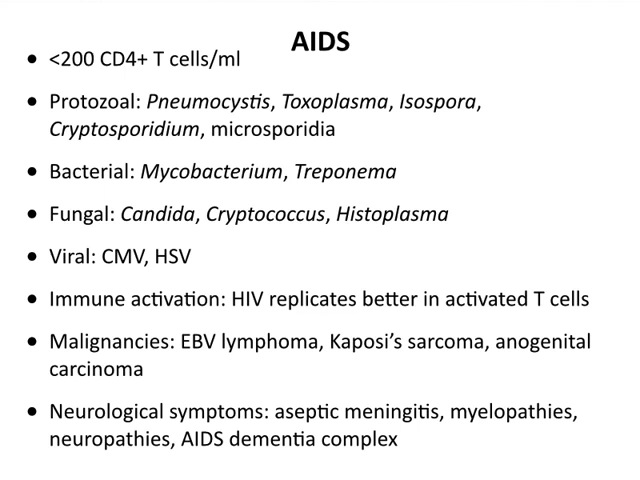 AIDS
• <200 CD4+ T cells/ml
• Protozoal: Pneumocystis, Toxoplasma, Isospora,
Cryptosporidium, microsporidia
• Bacterial: Mycobacterium, Treponema
• Fungal: Candida, Cryptococcus, Histoplasma
• Viral: CMV, HSV
• Immune activation: HIV replicates better in activated T cells
• Malignancies: EBV lymphoma, Kaposi’s sarcoma, anogenital
carcinoma
• Neurological symptoms: aseptic meningitis, myelopathies,
neuropathies, AIDS dementia complex